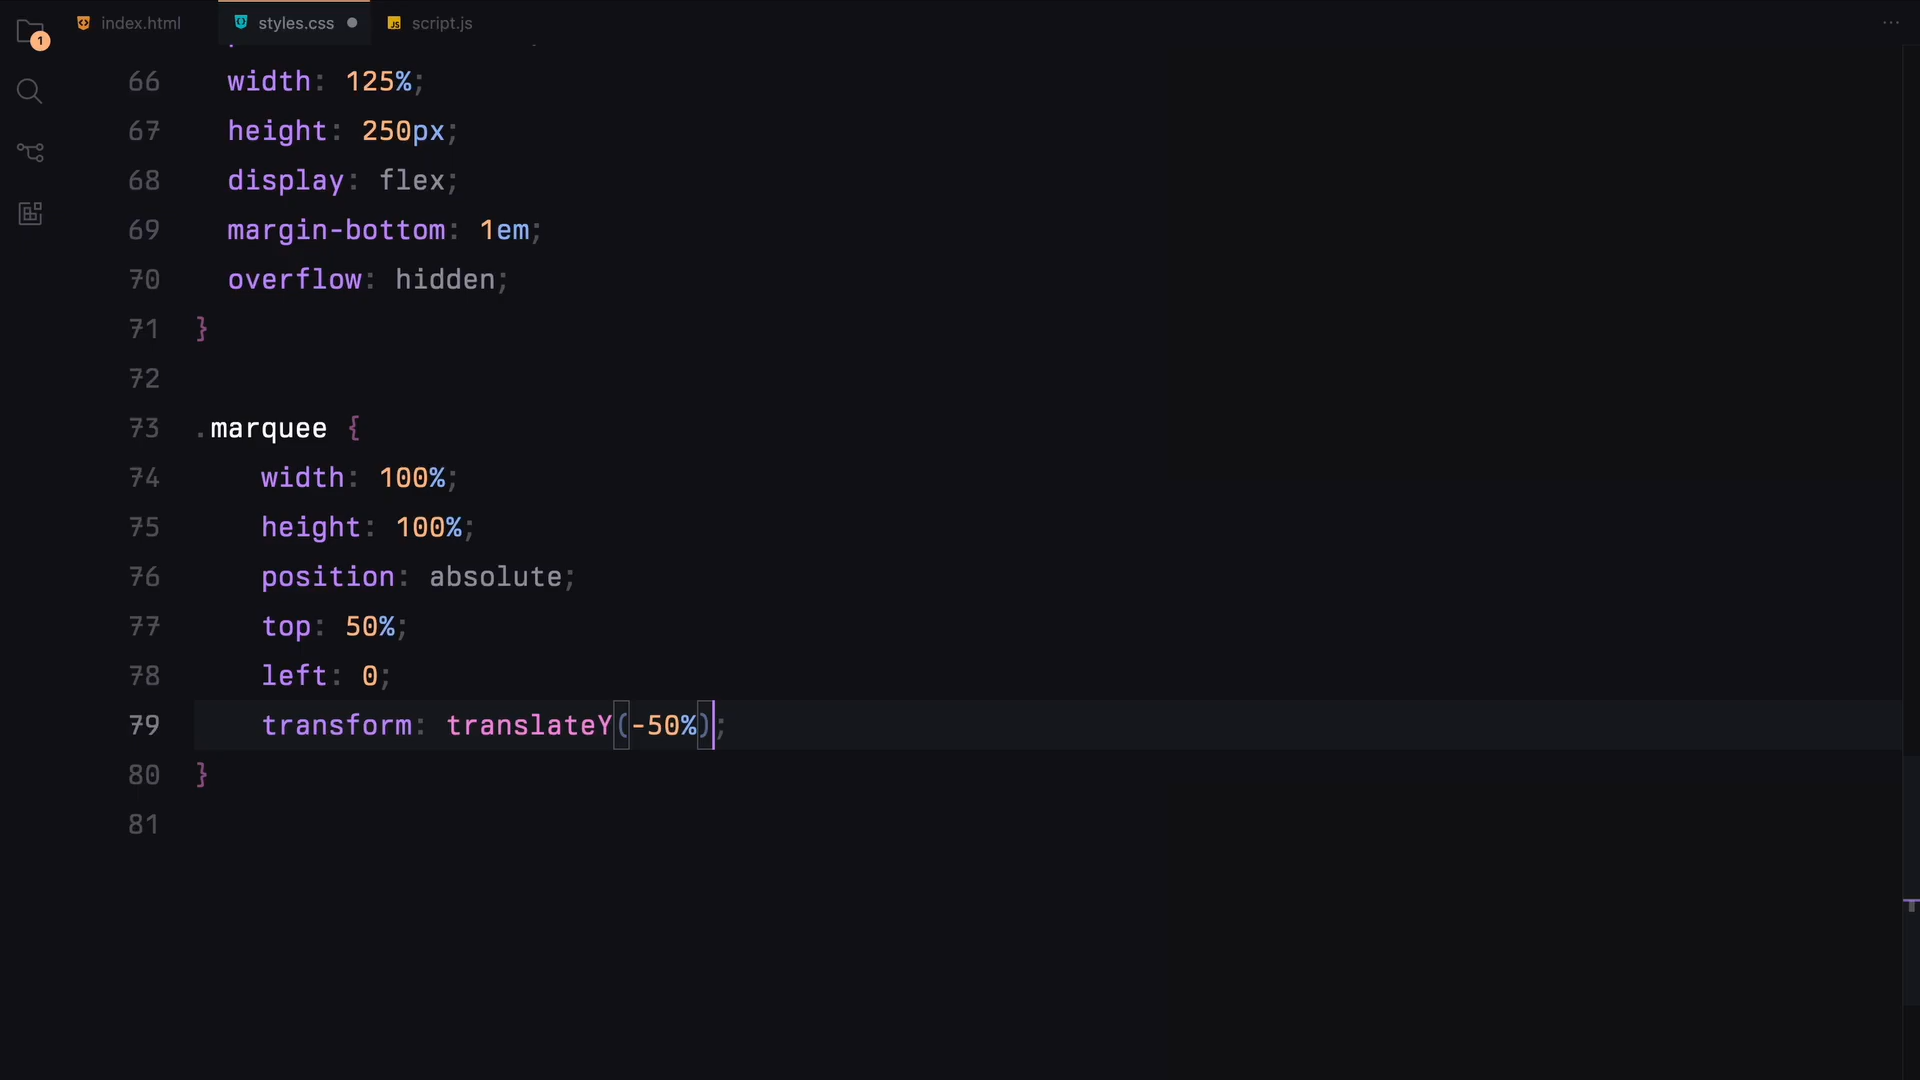 1
index.html
styles.css
JS script.js
66 width: 125%;
67 height: 250px;
68 display: flex;
69 margin-bottom: 1em;
70 overflow: hidden;
71 }
72
73 .marquee {
74 width: 100%;
75 height: 100%;
76 position: absolute;
77 top: 50%;
78 left: 0;
79 transform: translateY(-50%);
80 }
81